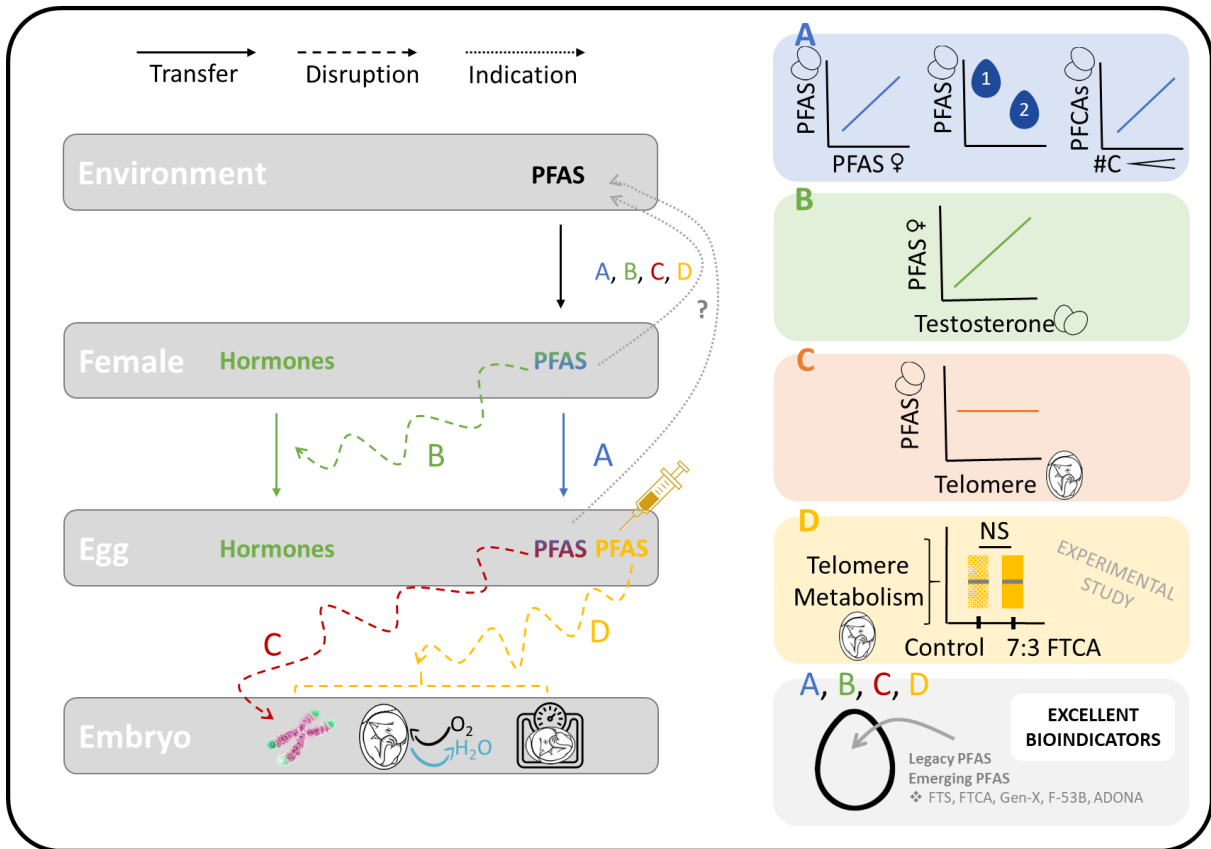 Transfer
Disruption
Indication
Environment
PFAS
A, B, C, D
?
Female
Hormones
PFAS
B
A
Egg
Hormones
PFAS PFAS
C
D
Embryo
O2
H2O
A
PFAS
PFAS ♀
PFAS
1
2
PFCAs
#C
B
PFAS ♀
Testosterone
C
PFAS
Telomere
D
Telomere
Metabolism
NS
Control
7:3 FTCA
EXPERIMENTAL
STUDY
A, B, C, D
EXCELLENT
BIOINDICATORS
Legacy PFAS
Emerging PFAS
❖ FTS, FTCA, Gen-X, F-53B, ADONA